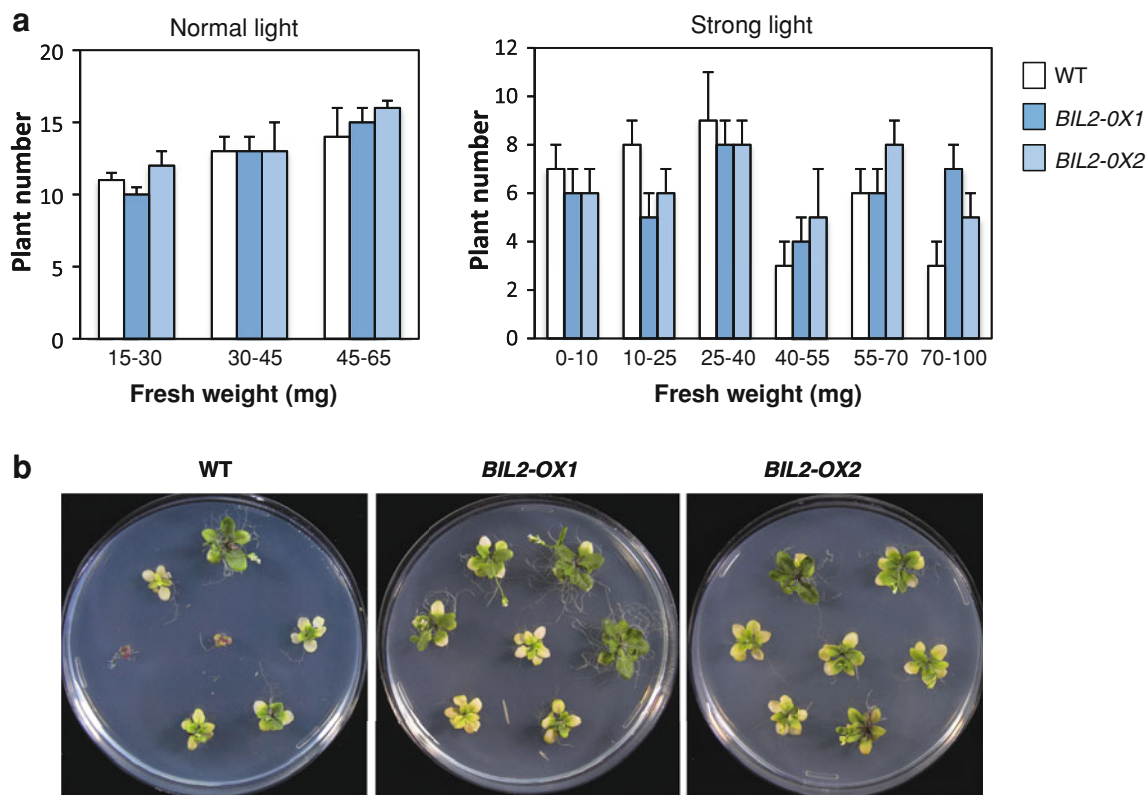 a
Normal light
Strong light
20
15
10
5
0
Plant number
15-30 30-45 45-65
Fresh weight (mg)
12
10
8
6
4
2
0
Plant number
0-10 10-25 25-40 40-55 55-70 70-100
Fresh weight (mg)
WT
BIL2-0X1
BIL2-0X2
b
WT
BIL2-OX1
BIL2-OX2